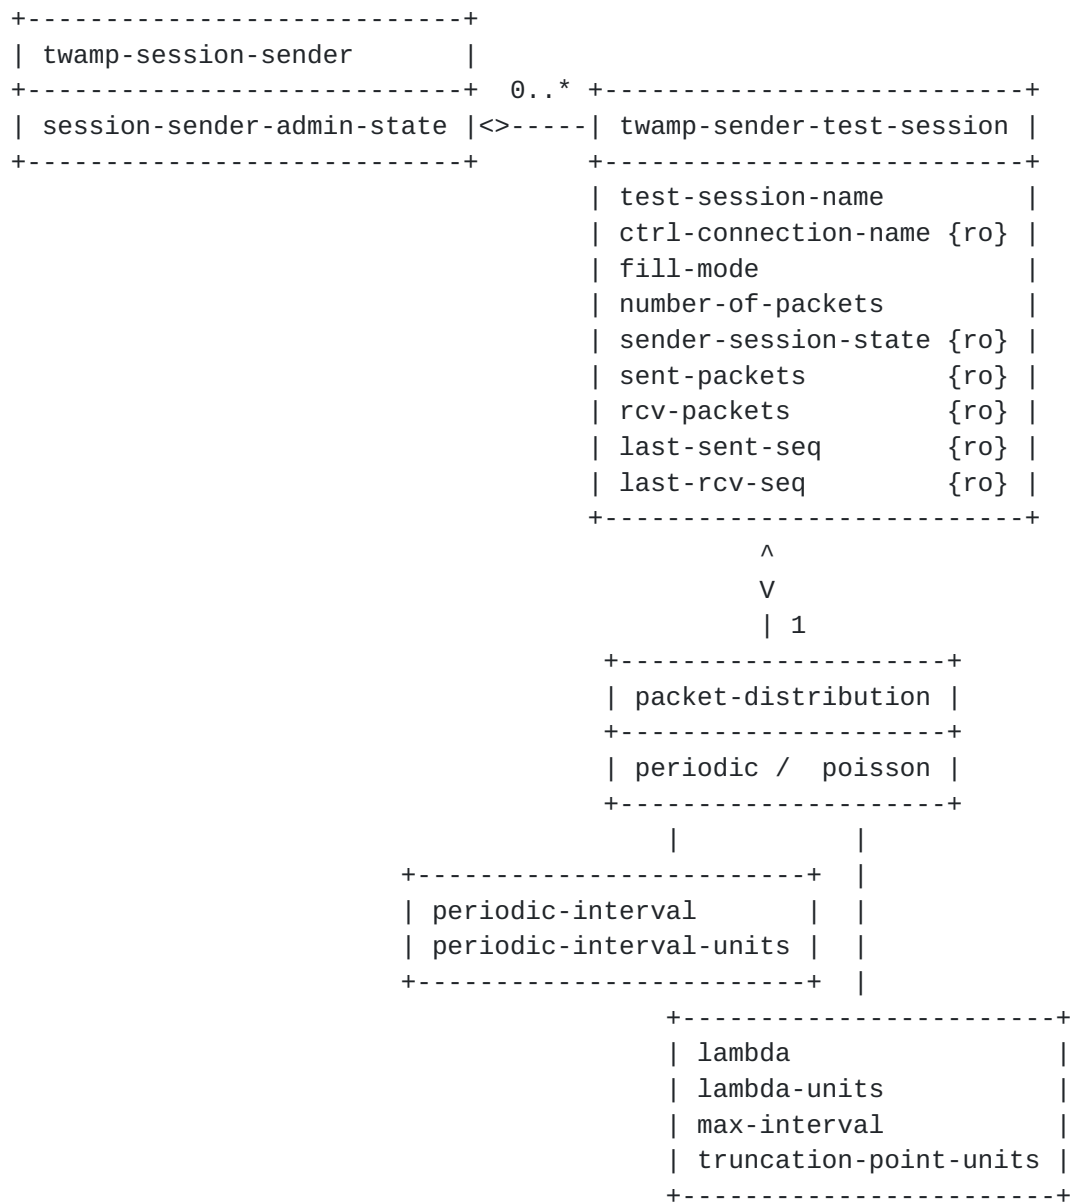 +----------------------------+
| twamp-session-sender       |
+----------------------------+  0..* +---------------------------+
| session-sender-admin-state |<>-----| twamp-sender-test-session |
+----------------------------+       +---------------------------+
                                     | test-session-name         |
                                     | ctrl-connection-name {ro} |
                                     | fill-mode                 |
                                     | number-of-packets         |
                                     | sender-session-state {ro} |
                                     | sent-packets         {ro} |
                                     | rcv-packets          {ro} |
                                     | last-sent-seq        {ro} |
                                     | last-rcv-seq         {ro} |
                                     +---------------------------+
                                                ^
                                                V
                                                | 1
                                      +---------------------+
                                      | packet-distribution |
                                      +---------------------+
                                      | periodic /  poisson |
                                      +---------------------+
                                          |           |
                         +-------------------------+  |
                         | periodic-interval       |  |
                         | periodic-interval-units |  |
                         +-------------------------+  |
                                          +------------------------+
                                          | lambda                 |
                                          | lambda-units           |
                                          | max-interval           |
                                          | truncation-point-units |
                                          +------------------------+